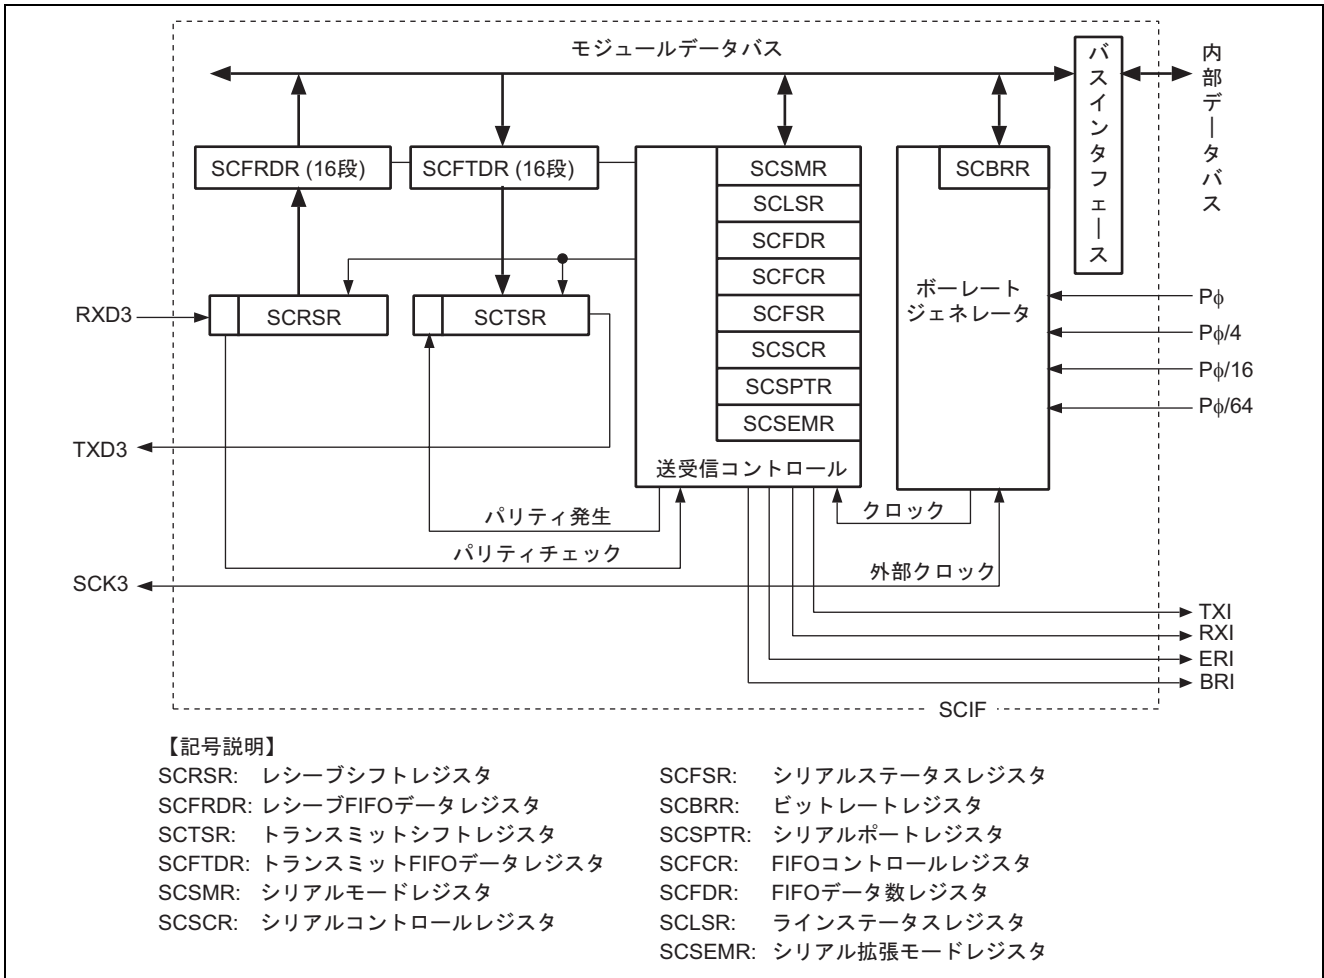 モジュールデータバス
バスインタフェース
内部データバス
SCFRDR (16段)
SCFTDR (16段)
SCSMR
SCBRR
SCLSR
SCFDR
SCFCR
SCFSR
SCSCR
SCSPTR
SCSEMR
送受信コントロール
ボーレート
ジェネレータ
Pϕ
Pϕ/4
Pϕ/16
Pϕ/64
RXD3
SCRSR
SCTSR
TXD3
パリティ発生
クロック
パリティチェック
SCK3
外部クロック
TXI
RXI
ERI
BRI
SCIF
【記号説明】
SCRSR: レシーブシフトレジスタ
SCFRDR: レシーブFIFOデータレジスタ
SCTSR: トランスミットシフトレジスタ
SCFTDR: トランスミットFIFOデータレジスタ
SCSMR: シリアルモードレジスタ
SCSCR: シリアルコントロールレジスタ
SCFSR: シリアルステータスレジスタ
SCBRR: ビットレートレジスタ
SCSPTR: シリアルポートレジスタ
SCFCR: FIFOコントロールレジスタ
SCFDR: FIFOデータ数レジスタ
SCLSR: ラインステータスレジスタ
SCSEMR: シリアル拡張モードレジスタ